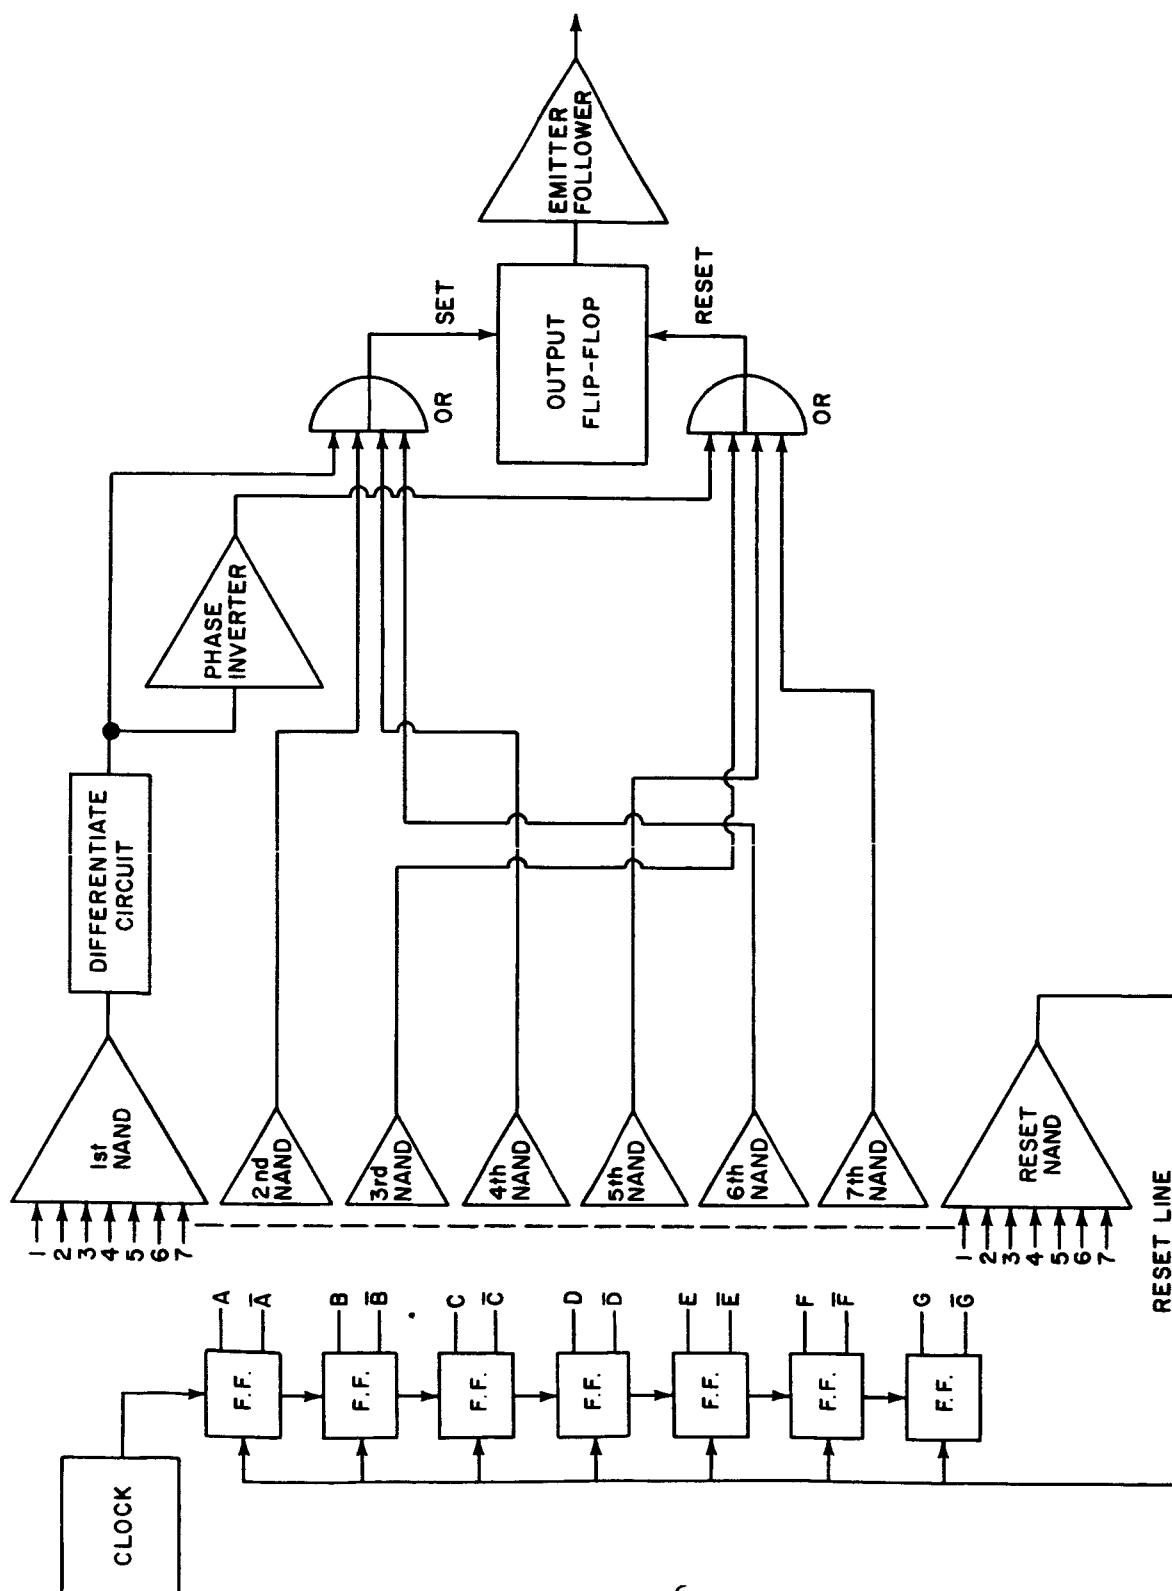 CLOCK
F.F.
A
A̅
F.F.
B
B̅
F.F.
C
C̅
F.F.
D
D̅
F.F.
E
E̅
F.F.
F
F̅
F.F.
G
G̅
RESET LINE
1
2
3
4
5
6
7
1st
NAND
2nd
NAND
3rd
NAND
4th
NAND
5th
NAND
6th
NAND
7th
NAND
1
2
3
4
5
6
7
RESET
NAND
DIFFERENTIATE
CIRCUIT
PHASE
INVERTER
OR
SET
OR
RESET
OUTPUT
FLIP-FLOP
EMITTER
FOLLOWER